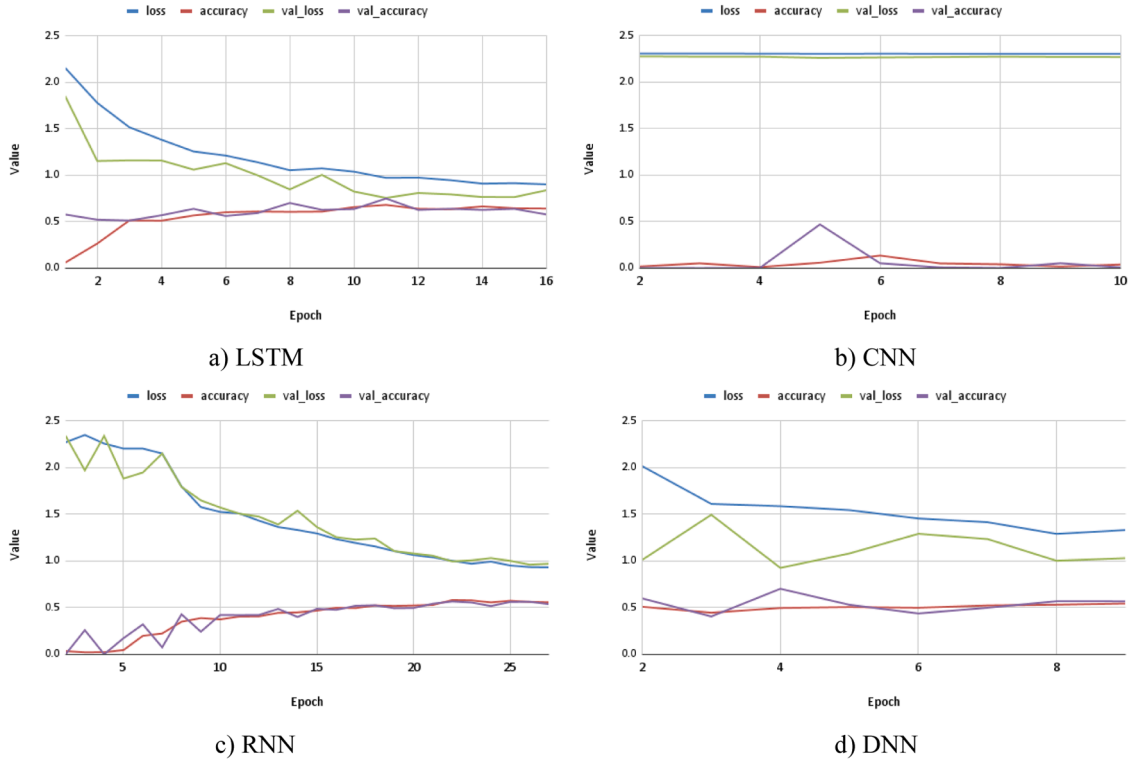 loss accuracy val_loss val_accuracy
2.5
2.0
1.5
1.0
0.5
0.0
Value
2 4 6 8 10 12 14 16
Epoch
a) LSTM
loss accuracy val_loss val_accuracy
2.5
2.0
1.5
1.0
0.5
0.0
Value
2 4 6 8 10
Epoch
b) CNN
loss accuracy val_loss val_accuracy
2.5
2.0
1.5
1.0
0.5
0.0
Value
5 10 15 20 25
Epoch
c) RNN
loss accuracy val_loss val_accuracy
2.5
2.0
1.5
1.0
0.5
0.0
Value
2 4 6 8
Epoch
d) DNN